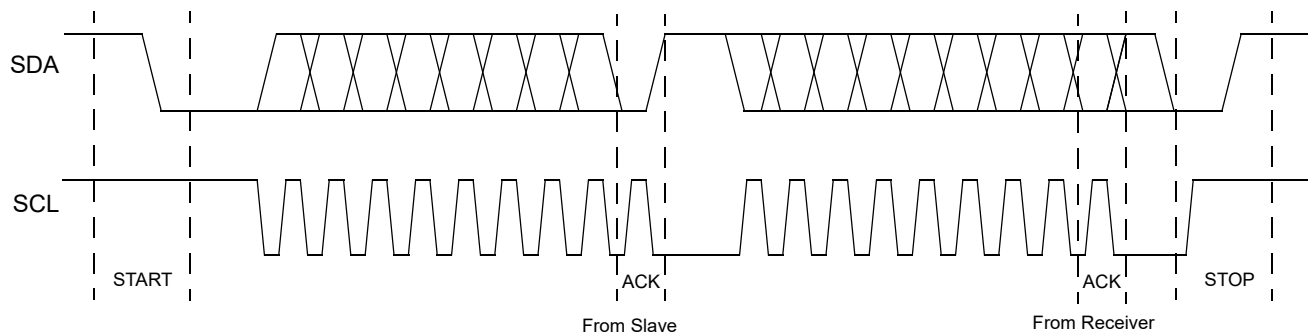 SDA
SCL
START
ACK
ACK
STOP
From Slave
From Receiver